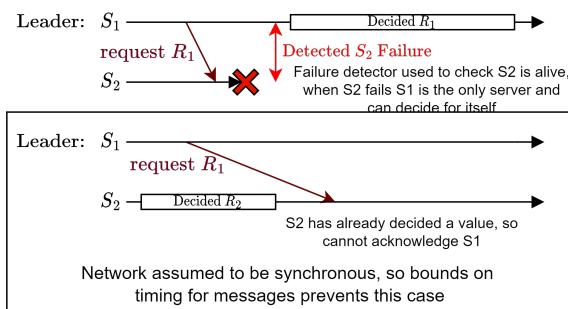 Leader: S₁ Decided R₁
request R₁ Detected S₂ Failure
S₂
Failure detector used to check S2 is alive,
when S2 fails S1 is the only server and
can decide for itself
Leader: S₁
request R₁
S₂ Decided R₂
S2 has already decided a value, so
cannot acknowledge S1
Network assumed to be synchronous, so bounds on
timing for messages prevents this case